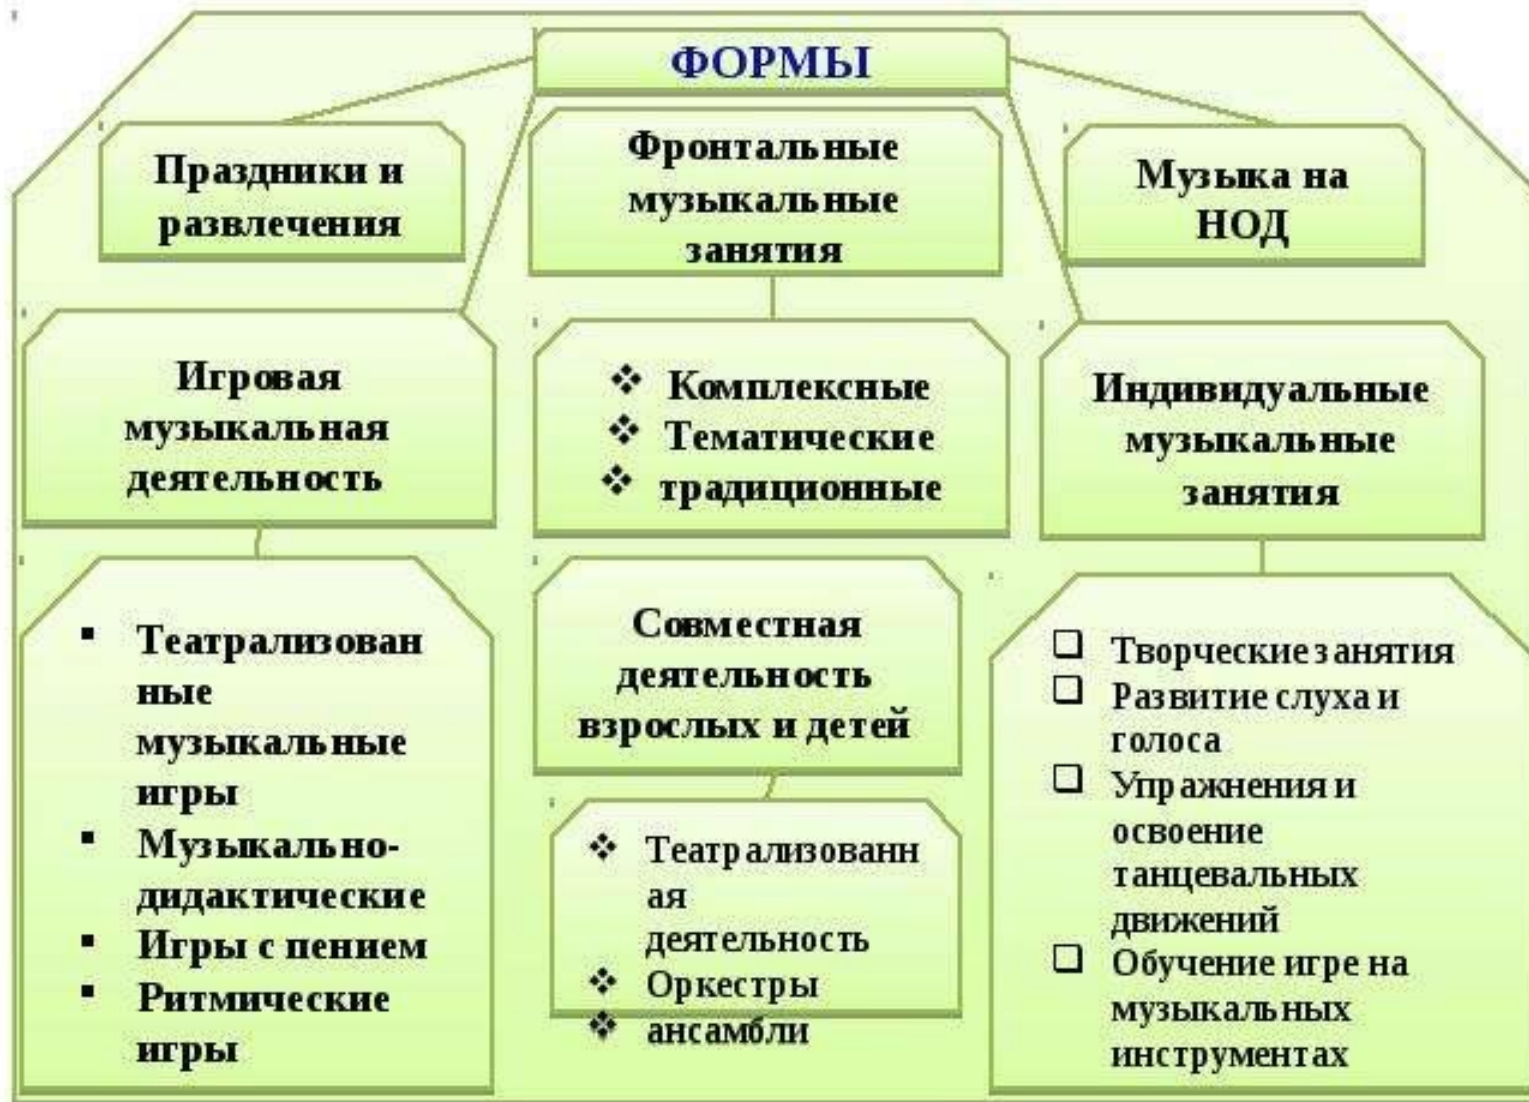 ФОРМЫ
Праздники и
развлечения
Фронтальные
музыкальные
занятия
Музыка на
НОД
Игровая
музыкальная
деятельность
❖ Комплексные
❖ Тематические
❖ традиционные
Индивидуальные
музыкальные
занятия
▪ Театрализован
ные
музыкальные
игры
▪ Музыкально-
дидактические
▪ Игры с пением
▪ Ритмические
игры
Совместная
деятельность
взрослых и детей
❖ Театрализованн
ая
деятельность
❖ Оркестры
❖ ансамбли
❑ Творческие занятия
❑ Развитие слуха и
голоса
❑ Упражнения и
освоение
танцевальных
движений
❑ Обучение игре на
музыкальных
инструментах